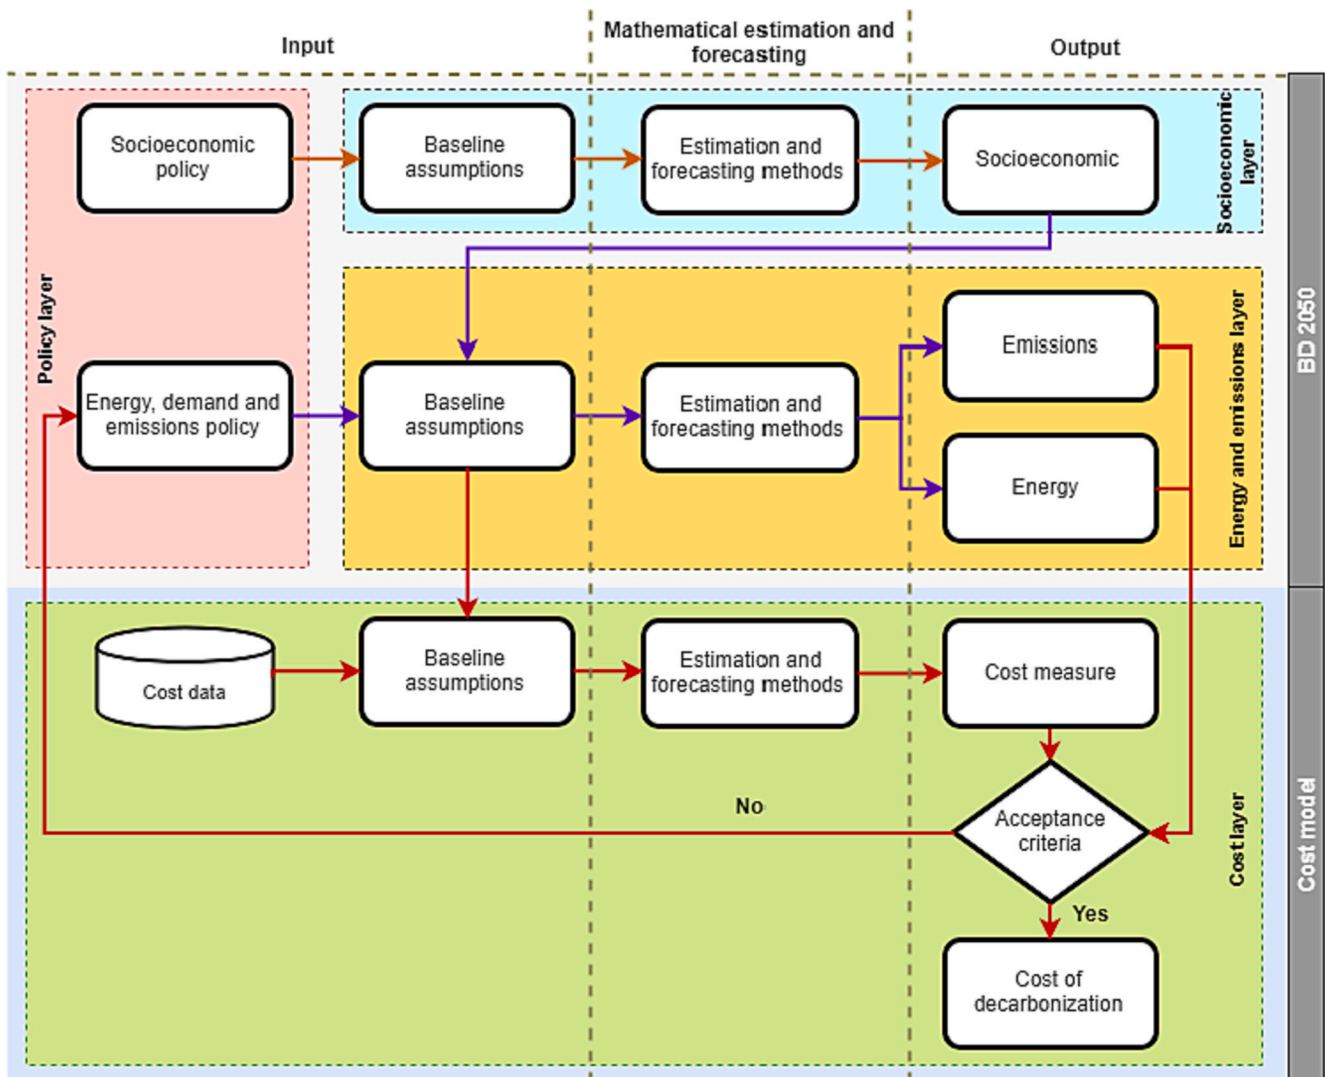 Input
Mathematical estimation and
forecasting
Output
Socioeconomic
policy
Baseline
assumptions
Estimation and
forecasting methods
Socioeconomic
Socioeconomic
layer
Policy layer
Energy, demand and
emissions policy
Baseline
assumptions
Estimation and
forecasting methods
Emissions
Energy
Energy and emissions layer
BD 2050
Cost data
Baseline
assumptions
Estimation and
forecasting methods
Cost measure
No
Acceptance
criteria
Yes
Cost of
decarbonization
Cost layer
Cost model